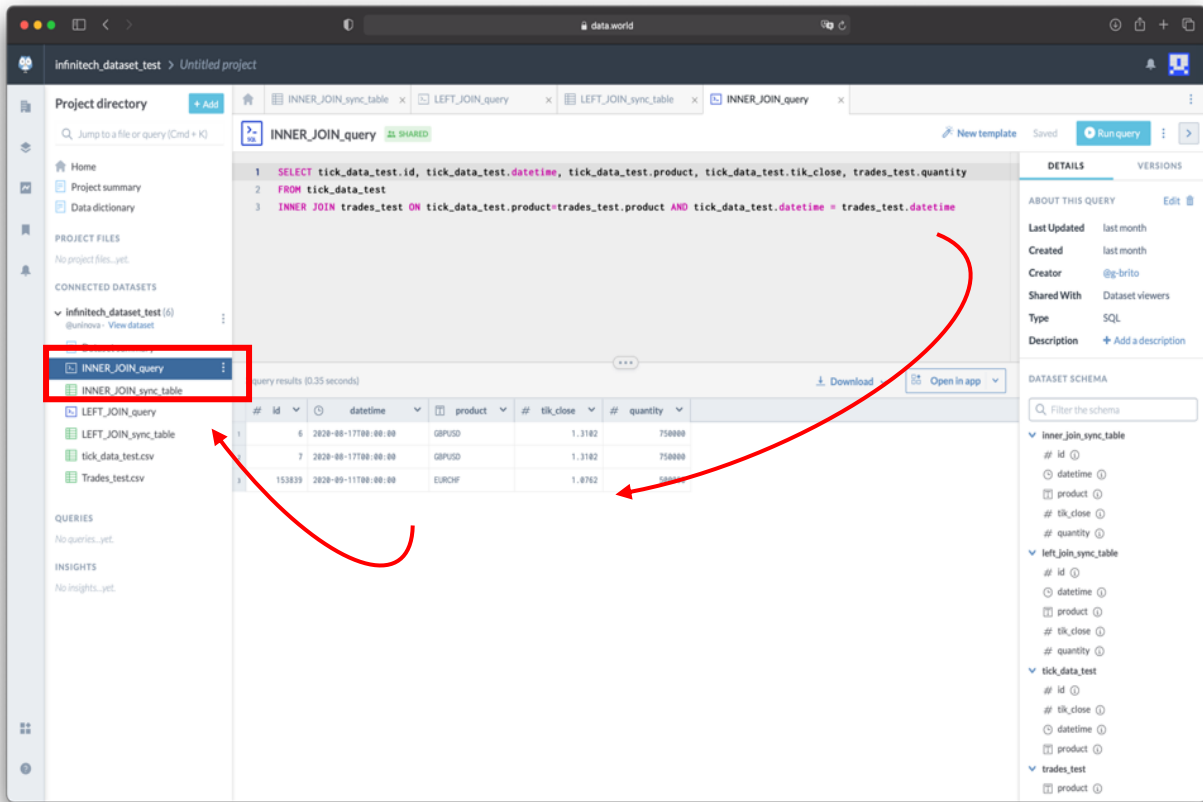 data.world
infinitech_dataset_test > Untitled project
Project directory
+ Add
Jump to a file or query (Cmd + K)
Home
Project summary
Data dictionary
PROJECT FILES
No project files...yet.
CONNECTED DATASETS
infinitech_dataset_test (6)
@uninova - View dataset
INNER_JOIN_query
INNER_JOIN_sync_table
LEFT_JOIN_query
LEFT_JOIN_sync_table
tick_data_test.csv
Trades_test.csv
QUERIES
No queries...yet.
INSIGHTS
No insights...yet.
INNER_JOIN_sync_table x
LEFT_JOIN_query x
LEFT_JOIN_sync_table x
INNER_JOIN_query x
SQL
INNER_JOIN_query SHARED
New template Saved Run query
1 SELECT tick_data_test.id, tick_data_test.datetime, tick_data_test.product, tick_data_test.tik_close, trades_test.quantity
2 FROM tick_data_test
3 INNER JOIN trades_test ON tick_data_test.product=trades_test.product AND tick_data_test.datetime = trades_test.datetime
query results (0.35 seconds)
Download Open in app
# id datetime product # tik_close # quantity
1 6 2020-08-17T00:00:00 GBPUSD 1.3102 750000
2 7 2020-08-17T00:00:00 GBPUSD 1.3102 750000
3 153839 2020-09-11T00:00:00 EURCHF 1.0762
DETAILS VERSIONS
ABOUT THIS QUERY Edit
Last Updated last month
Created last month
Creator @g-brito
Shared With Dataset viewers
Type SQL
Description + Add a description
DATASET SCHEMA
Filter the schema
inner_join_sync_table
# id
datetime
product
# tik_close
# quantity
left_join_sync_table
# id
datetime
product
# tik_close
# quantity
tick_data_test
# id
# tik_close
datetime
product
trades_test
product